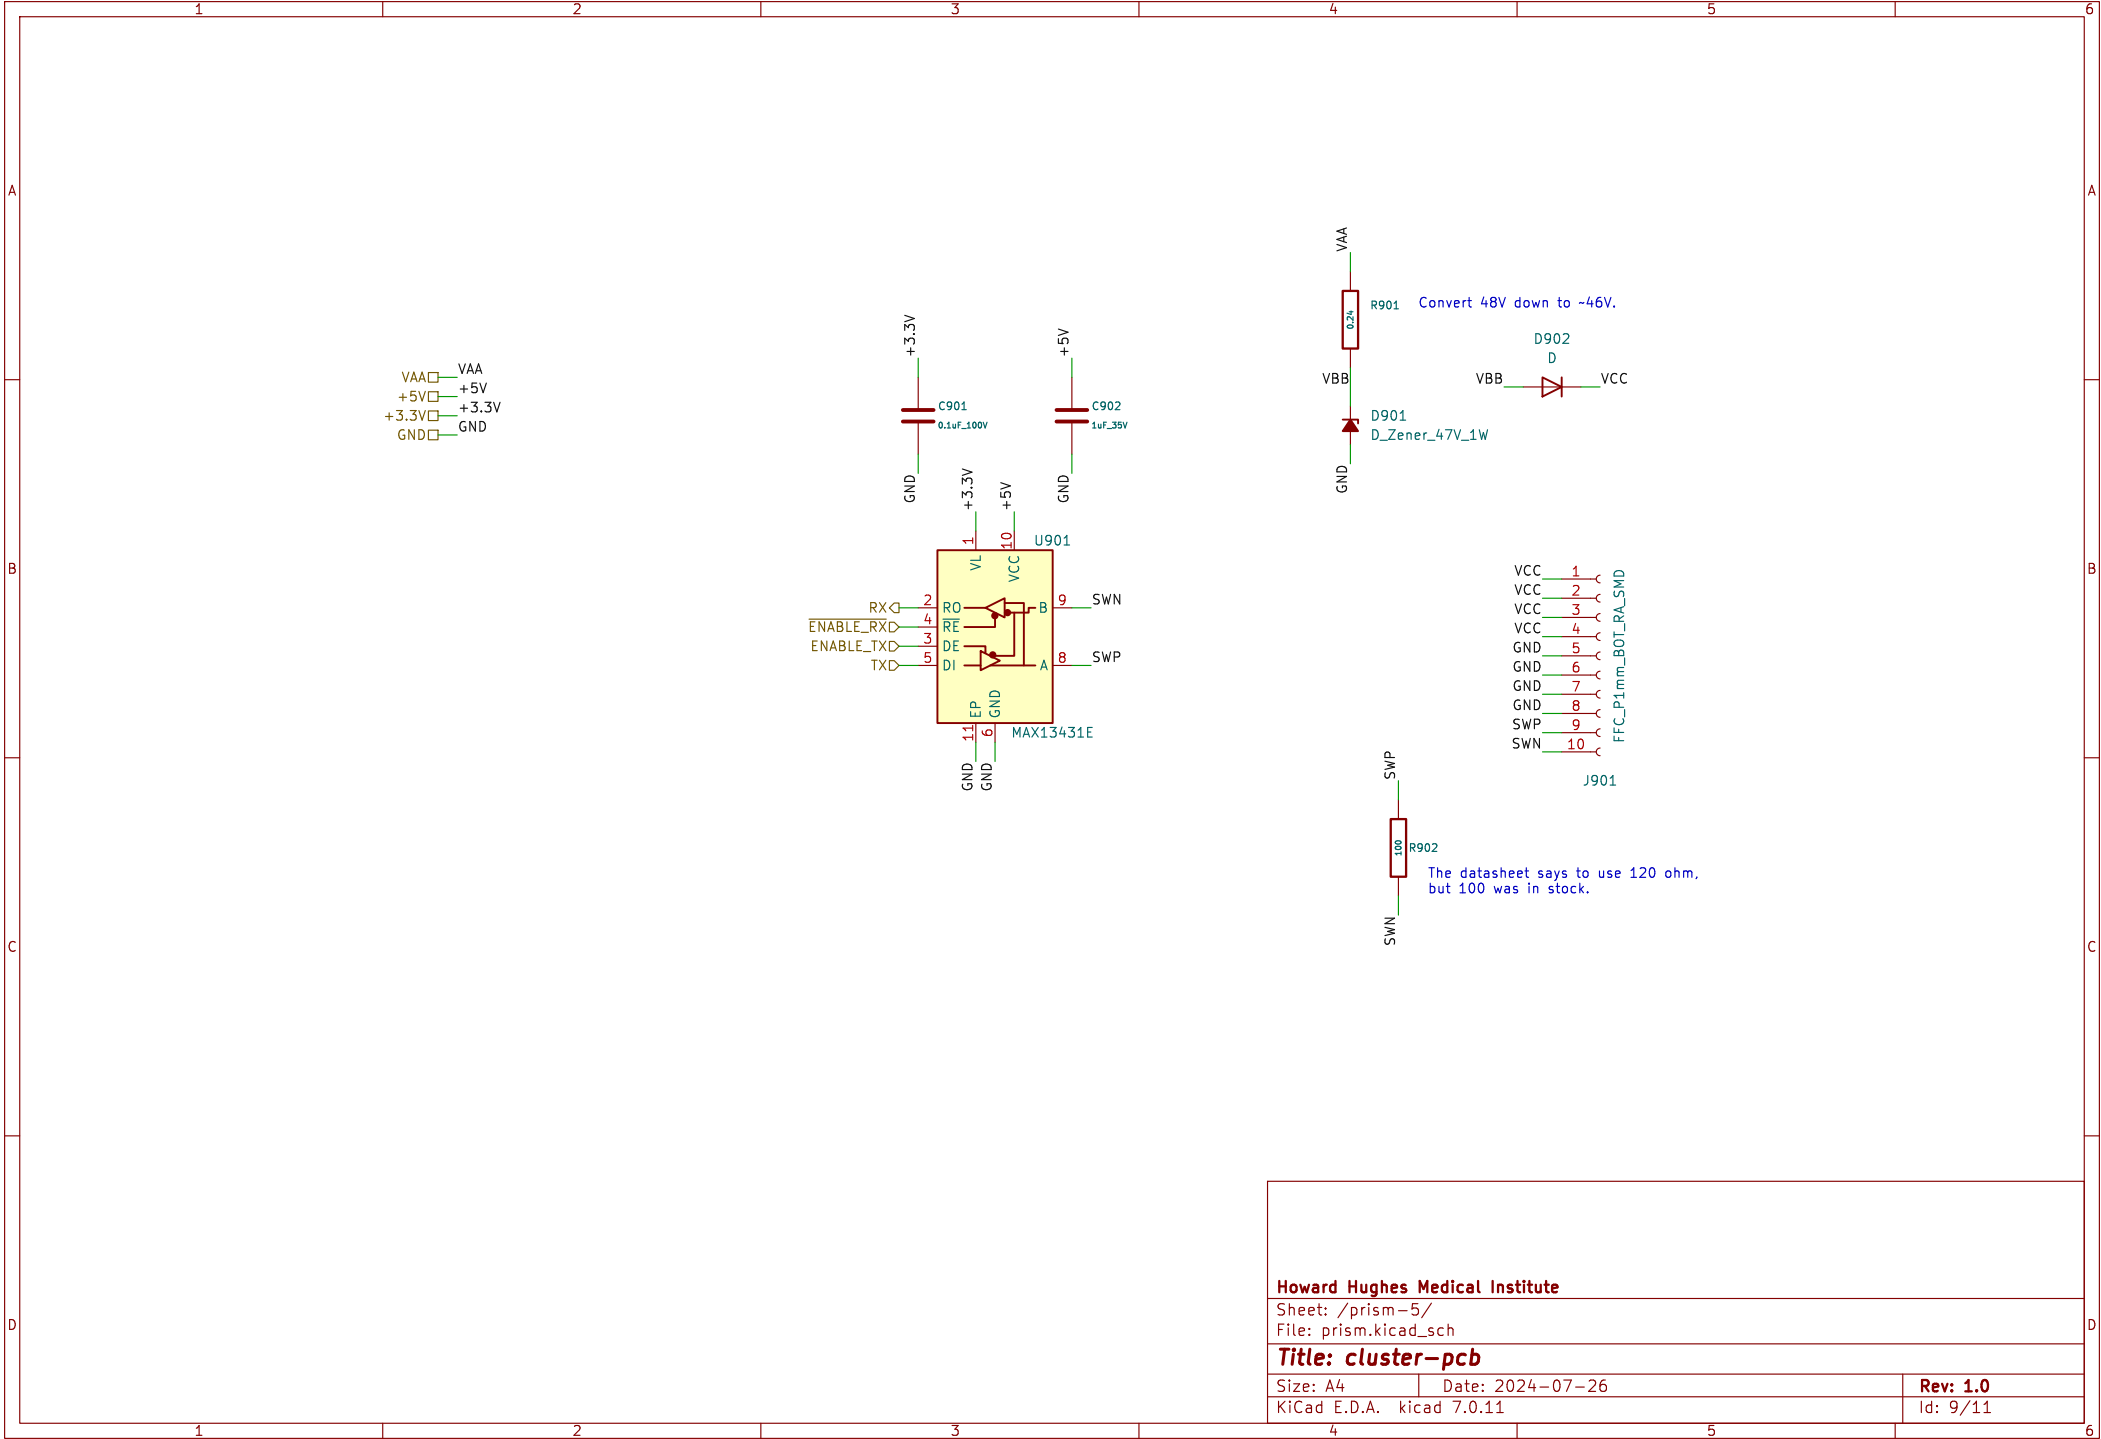 1 2 3 4 5 6
A A
VAA
R901
0.24
Convert 48V down to ~46V.
D902
D
VBB VCC
VBB
D901
D_Zener_47V_1W
GND
VAA VAA
+5V +5V
+3.3V +3.3V
GND GND
+3.3V
C901
0.1uF_100V
GND
+5V
C902
1uF_35V
GND
+3.3V +5V
1 10 U901
VL VCC
RX 2 RO B 9 SWN
ENABLE_RX 4 RE
ENABLE_TX 3 DE
TX 5 DI A 8 SWP
EP GND
11 6 MAX13431E
GND GND
B B
VCC 1
VCC 2
VCC 3
VCC 4
GND 5
GND 6
GND 7
GND 8
SWP 9
SWN 10
FFC_P1mm_BOT_RA_SMD
J901
SWP
100
R902
The datasheet says to use 120 ohm,
but 100 was in stock.
SWN
C C
Howard Hughes Medical Institute
Sheet: /prism-5/
File: prism.kicad_sch
D D
Title: cluster-pcb
Size: A4 Date: 2024-07-26 Rev: 1.0
KiCad E.D.A. kicad 7.0.11 Id: 9/11
1 2 3 4 5 6